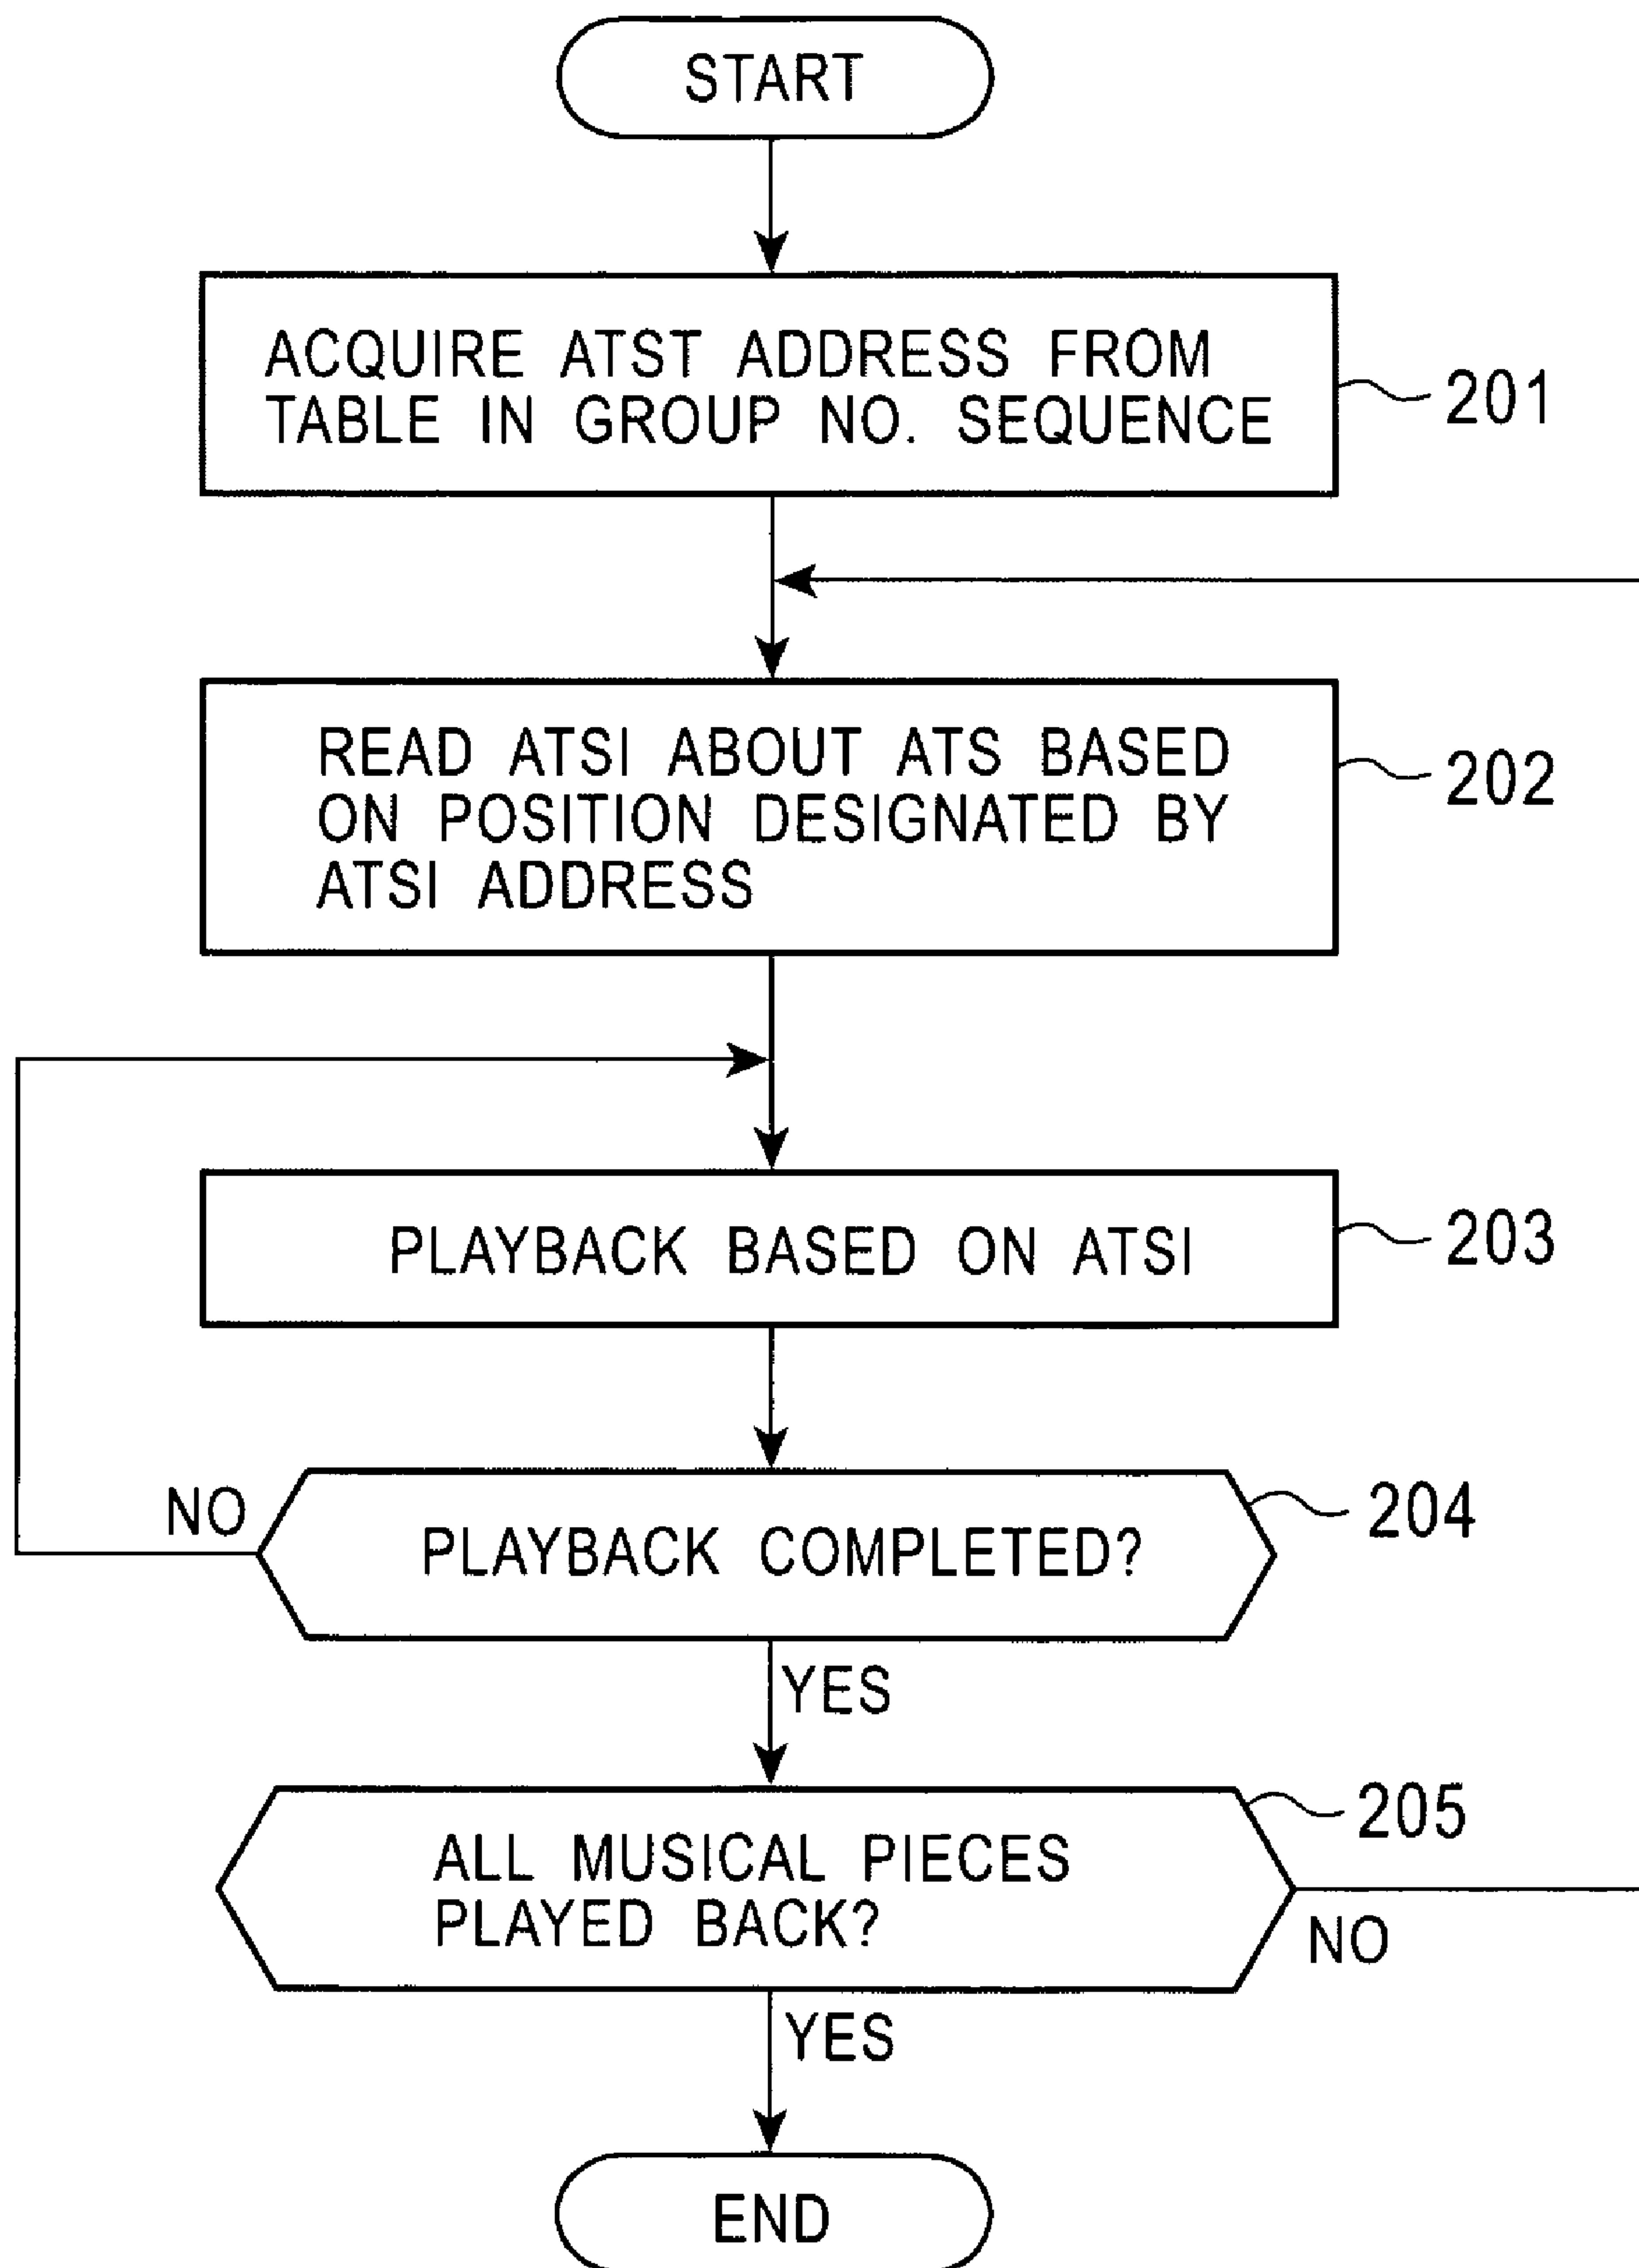 START
ACQUIRE ATST ADDRESS FROM
TABLE IN GROUP NO. SEQUENCE
201
READ ATSI ABOUT ATS BASED
ON POSITION DESIGNATED BY
ATSI ADDRESS
202
PLAYBACK BASED ON ATSI
203
NO
PLAYBACK COMPLETED?
204
YES
ALL MUSICAL PIECES
PLAYED BACK?
205
NO
YES
END